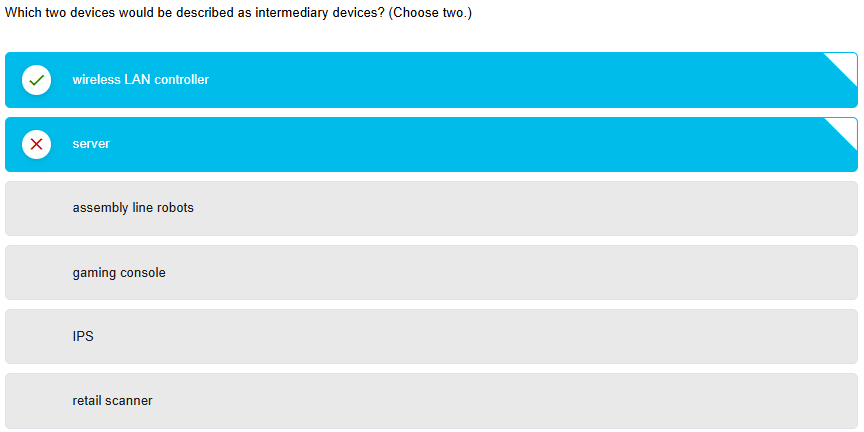 Which two devices would be described as intermediary devices? (Choose two.)
wireless LAN controller
server
assembly line robots
gaming console
IPS
retail scanner